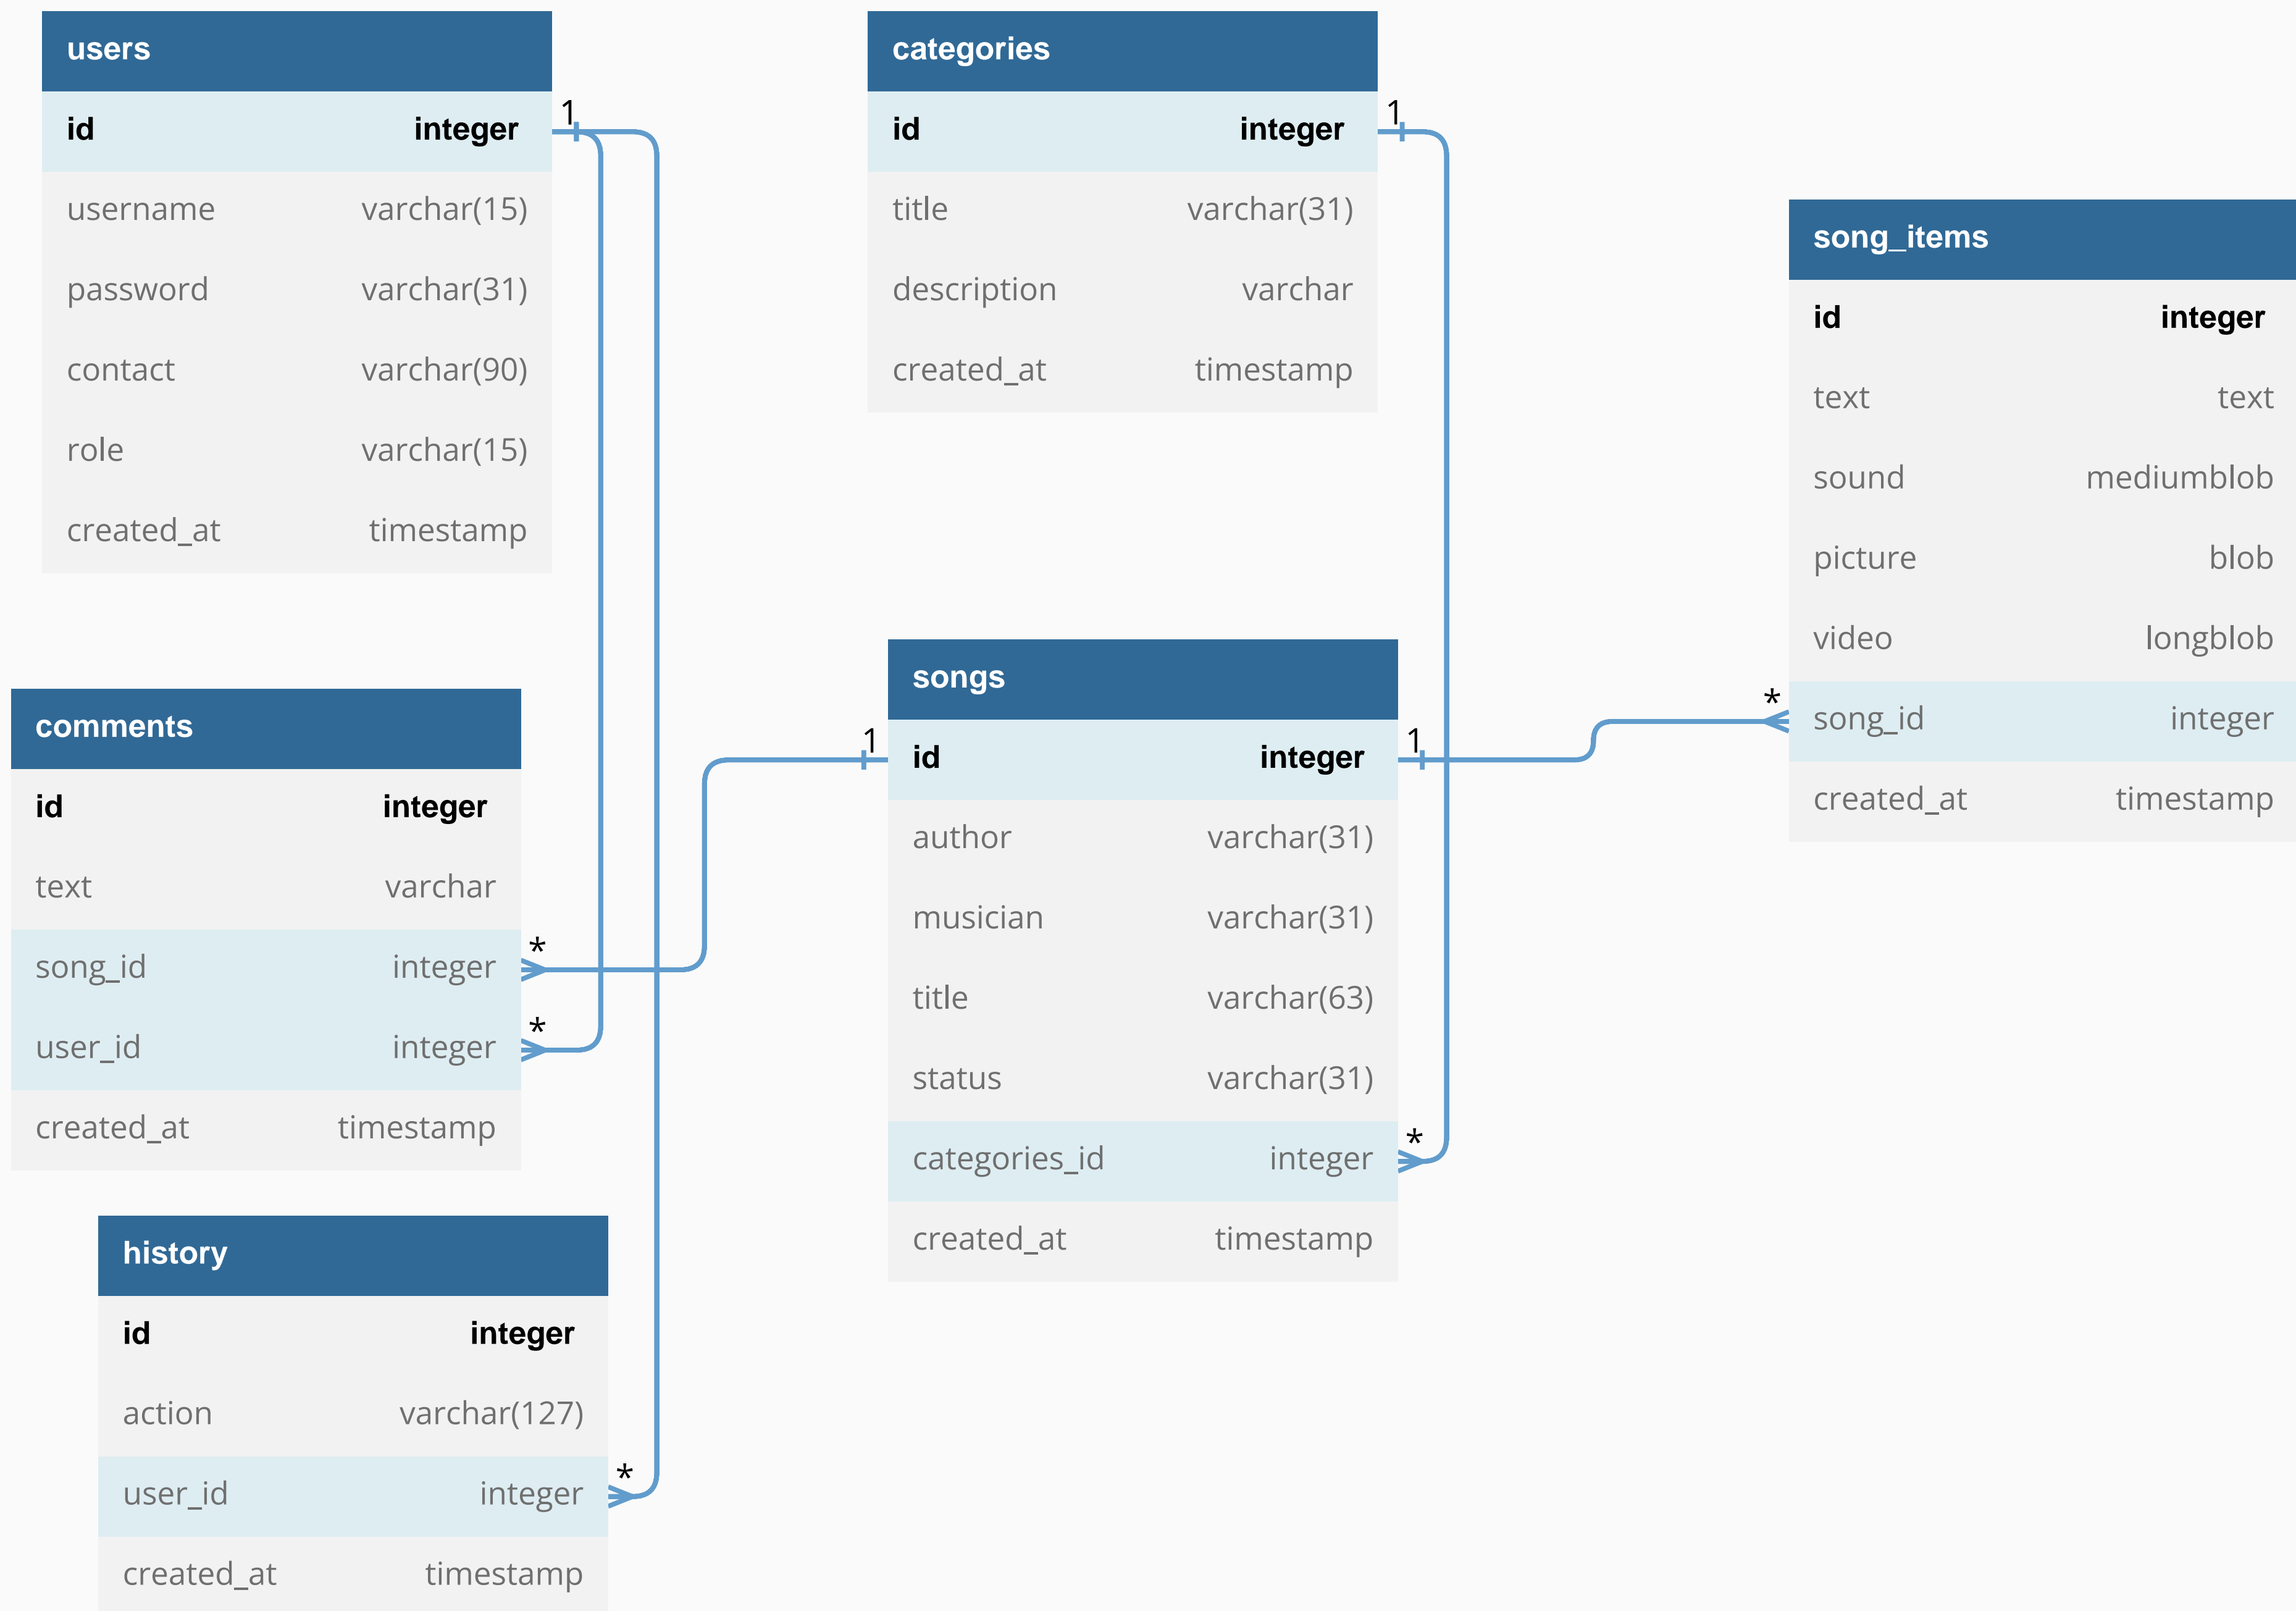 users
id integer
username varchar(15)
password varchar(31)
contact varchar(90)
role varchar(15)
created_at timestamp
1
categories
id integer
title varchar(31)
description varchar
created_at timestamp
1
song_items
id integer
text text
sound mediumblob
picture blob
video longblob
song_id integer
created_at timestamp
*
comments
id integer
text varchar
song_id integer
user_id integer
created_at timestamp
*
*
songs
id integer
author varchar(31)
musician varchar(31)
title varchar(63)
status varchar(31)
categories_id integer
created_at timestamp
1
1
*
history
id integer
action varchar(127)
user_id integer
created_at timestamp
*